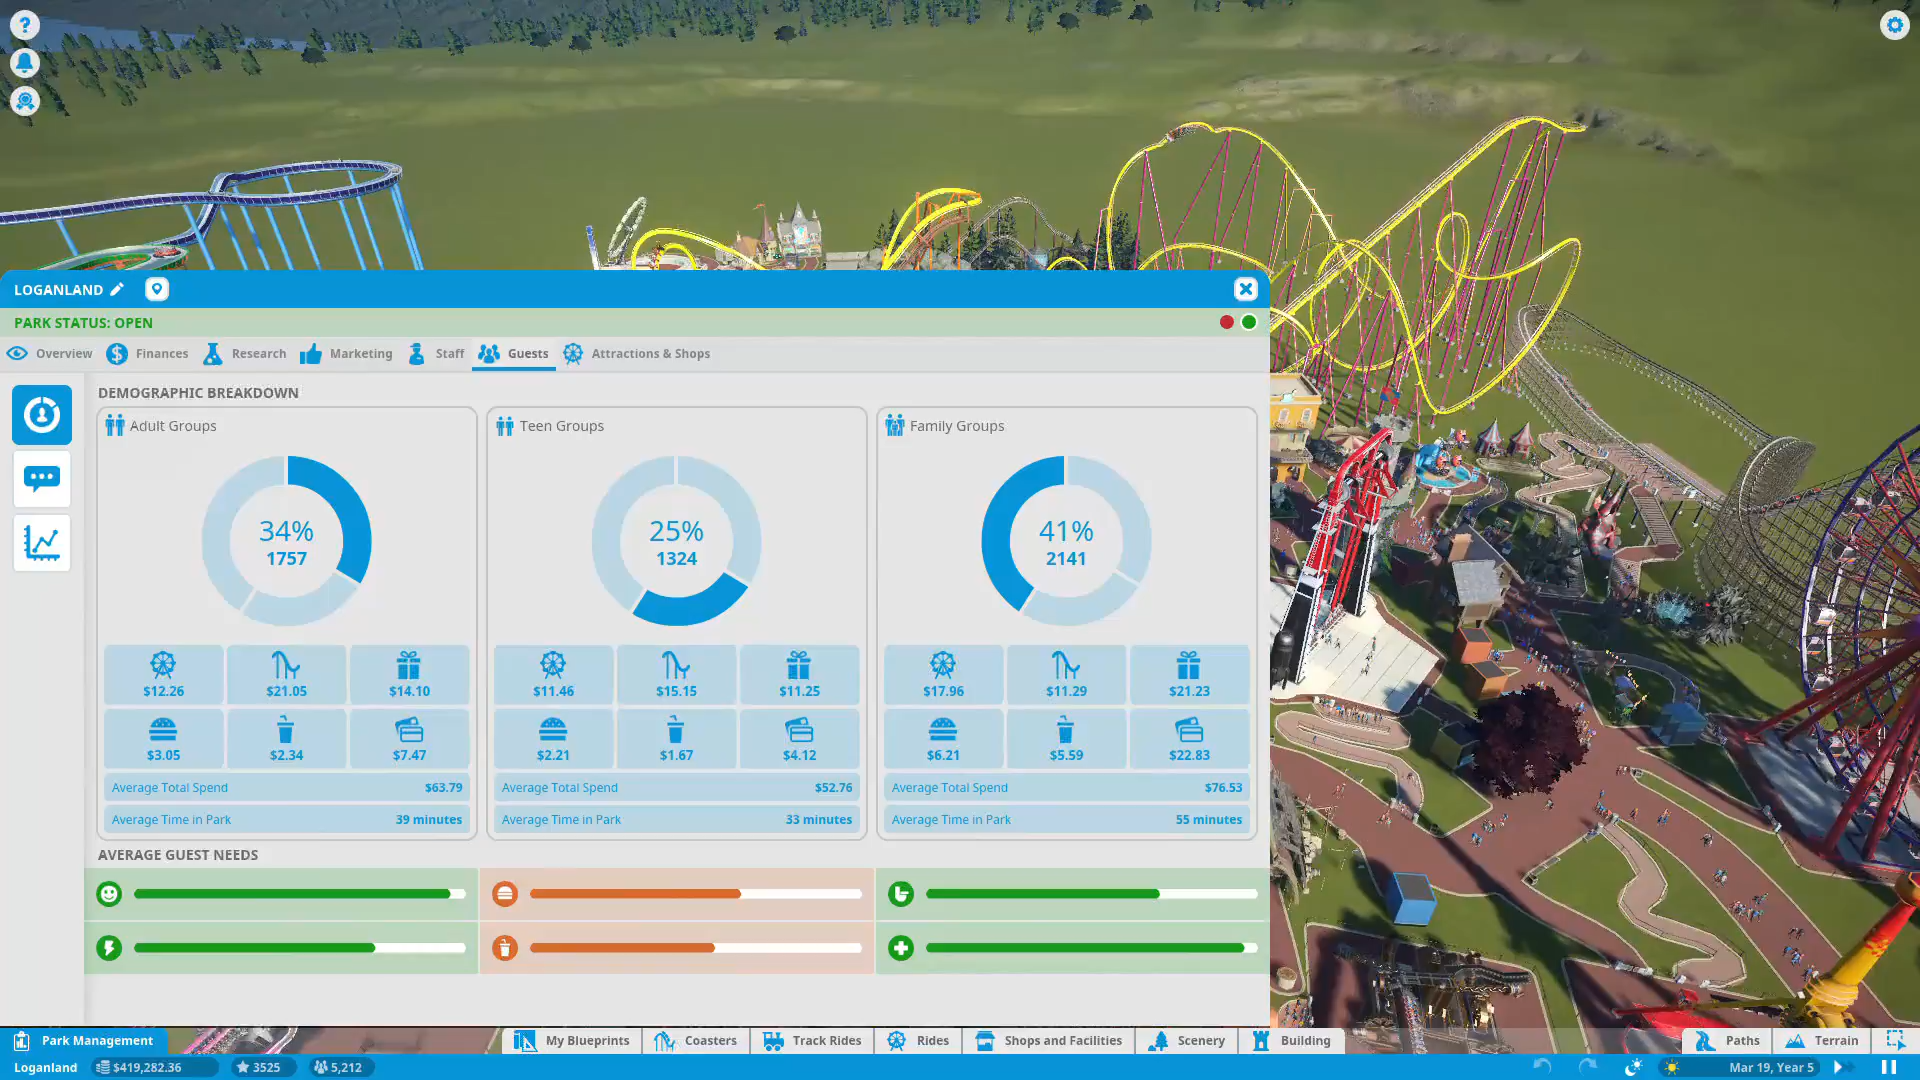 LOGANLAND
PARK STATUS: OPEN
Overview Finances Research Marketing Staff Guests Attractions & Shops
DEMOGRAPHIC BREAKDOWN
Adult Groups
34%
1757
$12.26 $21.05 $14.10
$3.05 $2.34 $7.47
Average Total Spend $63.79
Average Time in Park 39 minutes
Teen Groups
25%
1324
$11.46 $15.15 $11.25
$2.21 $1.67 $4.12
Average Total Spend $52.76
Average Time in Park 33 minutes
Family Groups
41%
2141
$17.96 $11.29 $21.23
$6.21 $5.59 $22.83
Average Total Spend $76.53
Average Time in Park 55 minutes
AVERAGE GUEST NEEDS
Park Management My Blueprints Coasters Track Rides Rides Shops and Facilities Scenery Building Paths Terrain
Loganland $419,282.36 3525 5,212 Mar 19, Year 5